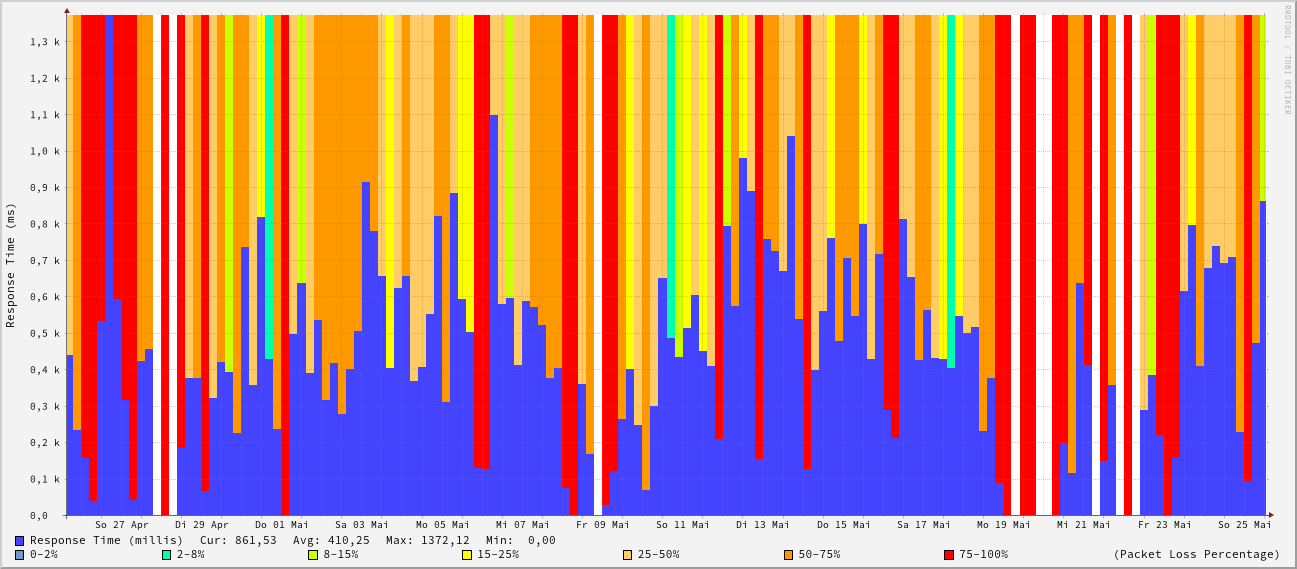 RRDTOOL / TOBI OETIKER
Response Time (ms)
1,3 k
1,2 k
1,1 k
1,0 k
0,9 k
0,8 k
0,7 k
0,6 k
0,5 k
0,4 k
0,3 k
0,2 k
0,1 k
0,0
So 27 Apr Di 29 Apr Do 01 Mai Sa 03 Mai Mo 05 Mai Mi 07 Mai Fr 09 Mai So 11 Mai Di 13 Mai Do 15 Mai Sa 17 Mai Mo 19 Mai Mi 21 Mai Fr 23 Mai So 25 Mai
Response Time (millis) Cur: 861,53 Avg: 410,25 Max: 1372,12 Min: 0,00
0-2% 2-8% 8-15% 15-25% 25-50% 50-75% 75-100% (Packet Loss Percentage)